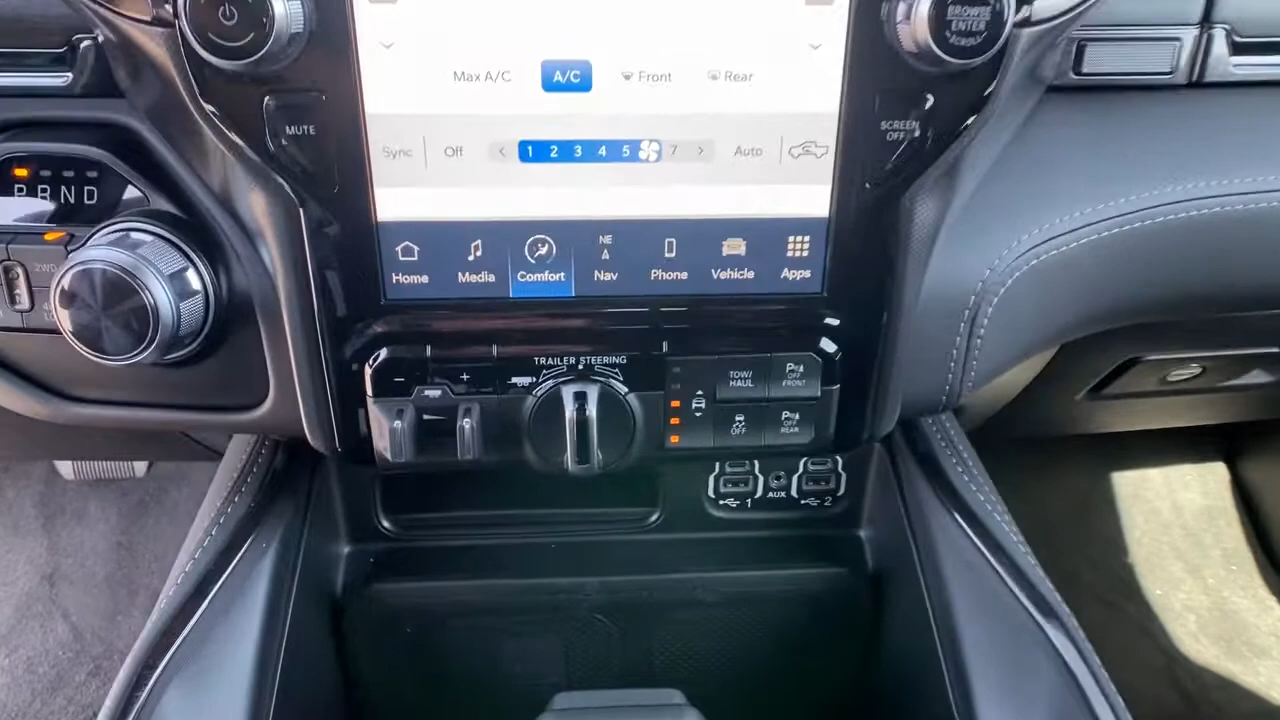 BROWSE
ENTER
SCROLL
Max A/C
A/C
Front
Rear
MUTE
SCREEN
OFF
Sync
Off
1 2 3 4 5 7
Auto
P R N D
2WD
NE
Home
Media
Comfort
Nav
Phone
Vehicle
Apps
TRAILER STEERING
- +
TOW/
HAUL
OFF
FRONT
OFF
OFF
REAR
1
AUX
2